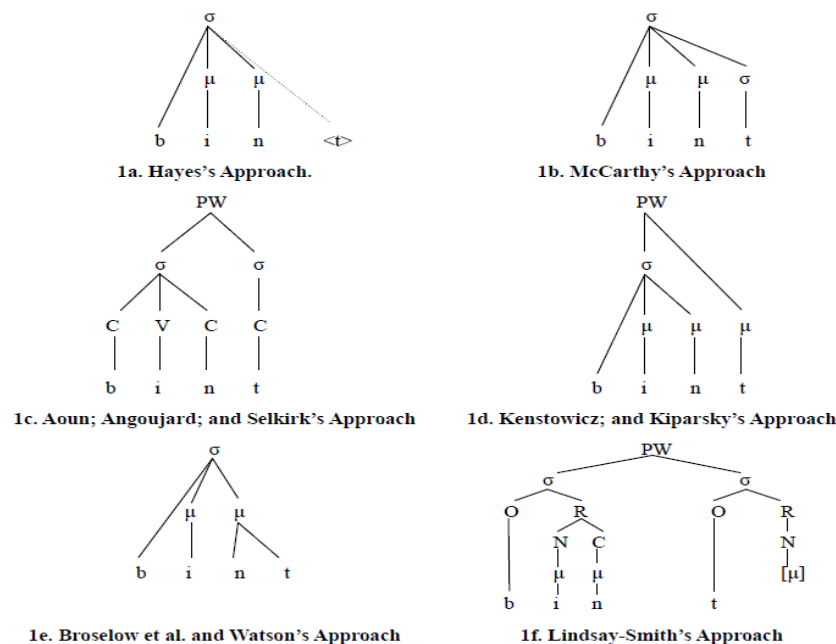 σ σ
μ μ μ μ σ
b i n <t> b i n t
1a. Hayes's Approach. 1b. McCarthy's Approach
PW PW
σ σ σ
C V C C μ μ μ
b i n t b i n t
1c. Aoun; Angoujard; and Selkirk's Approach 1d. Kenstowicz; and Kiparsky's Approach
σ PW
σ σ
μ μ O R O R
N C N
b i n t μ μ [μ]
b i n t
1e. Broselow et al. and Watson's Approach 1f. Lindsay-Smith's Approach